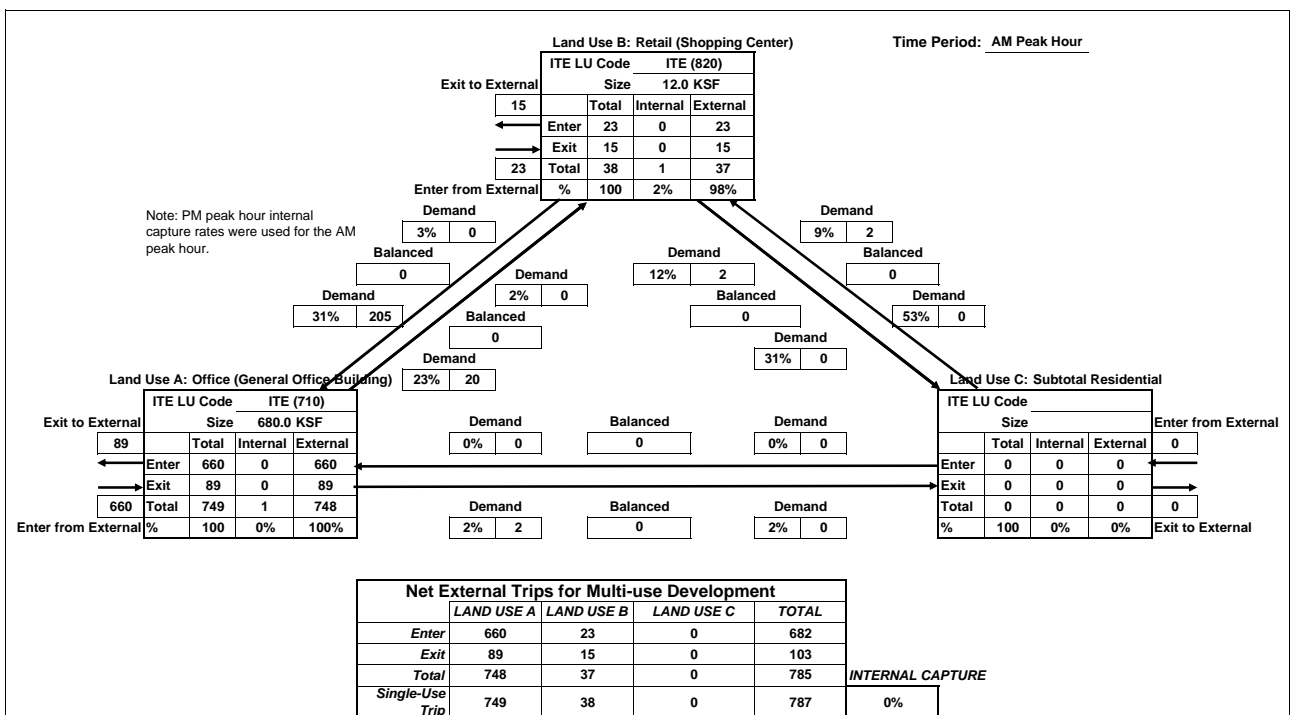 Land Use B: Retail (Shopping Center)
Time Period: AM Peak Hour
ITE LU Code ITE (820)
Exit to External Size 12.0 KSF
15 Total Internal External
Enter 23 0 23
Exit 15 0 15
23 Total 38 1 37
Enter from External % 100 2% 98%
Note: PM peak hour internal
capture rates were used for the AM
peak hour.
Demand
3% 0
Balanced
0
Demand
31% 205
Demand
2% 0
Balanced
0
Demand
23% 20
Demand
12% 2
Balanced
0
Demand
31% 0
Demand
9% 2
Balanced
0
Demand
53% 0
Land Use A: Office (General Office Building)
ITE LU Code ITE (710)
Exit to External Size 680.0 KSF
89 Total Internal External
Enter 660 0 660
Exit 89 0 89
660 Total 749 1 748
Enter from External % 100 0% 100%
Demand Balanced Demand
0% 0 0 0% 0
Demand Balanced Demand
2% 2 0 2% 0
Land Use C: Subtotal Residential
ITE LU Code
Size Enter from External
Total Internal External 0
Enter 0 0 0
Exit 0 0 0
Total 0 0 0 0
% 100 0% 0% Exit to External
Net External Trips for Multi-use Development
LAND USE A LAND USE B LAND USE C TOTAL
Enter 660 23 0 682
Exit 89 15 0 103
Total 748 37 0 785 INTERNAL CAPTURE
Single-Use
Trip 749 38 0 787 0%